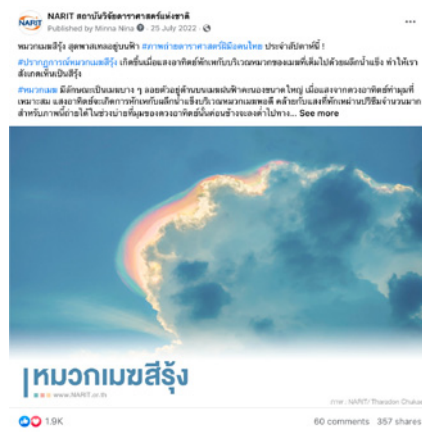 NARIT สถาบันวิจัยดาราศาสตร์แห่งชาติ
Published by Minna Nina · 25 July 2022 ·
หมวกเมฆสีรุ้ง สุดพาสเทลอยู่บนฟ้า #ภาพถ่ายดาราศาสตร์ฝีมือคนไทย ประจำสัปดาห์นี้ !
#ปรากฏการณ์หมวกเมฆสีรุ้ง เกิดขึ้นเมื่อแสงอาทิตย์หักเหกับบริเวณหมวกของเมฆที่เต็มไปด้วยผลึกน้ำแข็ง ทำให้เรา
สังเกตเห็นเป็นสีรุ้ง
#หมวกเมฆ มีลักษณะเป็นเมฆบาง ๆ ลอยตัวอยู่ด้านบนเมฆฝนฟ้าคะนองขนาดใหญ่ เมื่อแสงจากดวงอาทิตย์ทำมุมที่
เหมาะสม แสงอาทิตย์จะเกิดการหักเหกับผลึกน้ำแข็งบริเวณหมวกเมฆพอดี คล้ายกับแสงที่หักเหผ่านปริซึมจำนวนมาก
สำหรับภาพนี้ถ่ายได้ในช่วงบ่ายที่มุมของดวงอาทิตย์นั้นค่อนข้างจะลงต่ำไปทาง... See more
หมวกเมฆสีรุ้ง
www.NARIT.or.th
ภาพ : NARIT/ Tharadon
1.9K
60 comments 357 shares